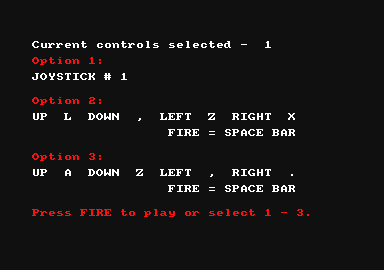 Current controls selected - 1
Option 1:
JOYSTICK # 1
Option 2:
UP L DOWN , LEFT Z RIGHT X
FIRE = SPACE BAR
Option 3:
UP A DOWN Z LEFT , RIGHT .
FIRE = SPACE BAR
Press FIRE to play or select 1 - 3.